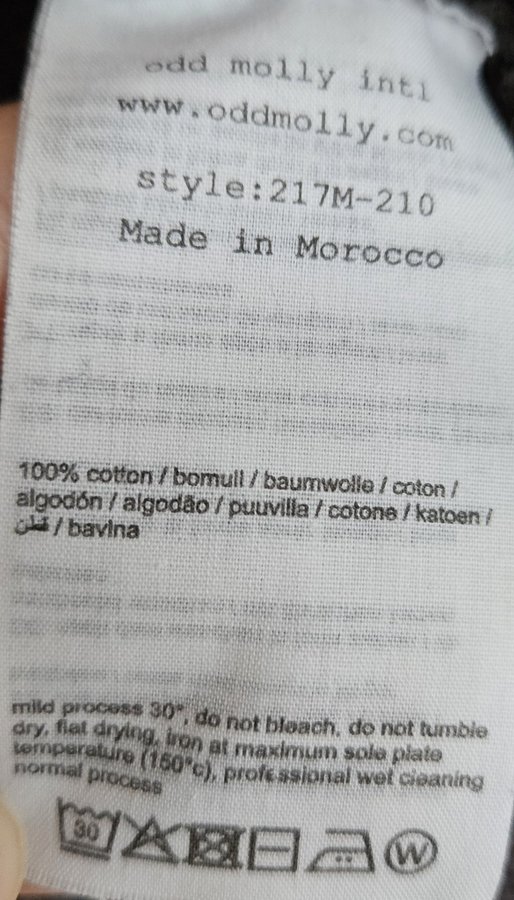 odd molly intl
www.oddmolly.com
style:217M-210
Made in Morocco
100% cotton / bomull / baumwolle / coton /
algodón / algodão / puuvilla / cotone / katoen /
قطن / bavlna
mild process 30°, do not bleach, do not tumble
dry, flat drying, iron at maximum sole plate
temperature (150°c), professional wet cleaning
normal process
30 W